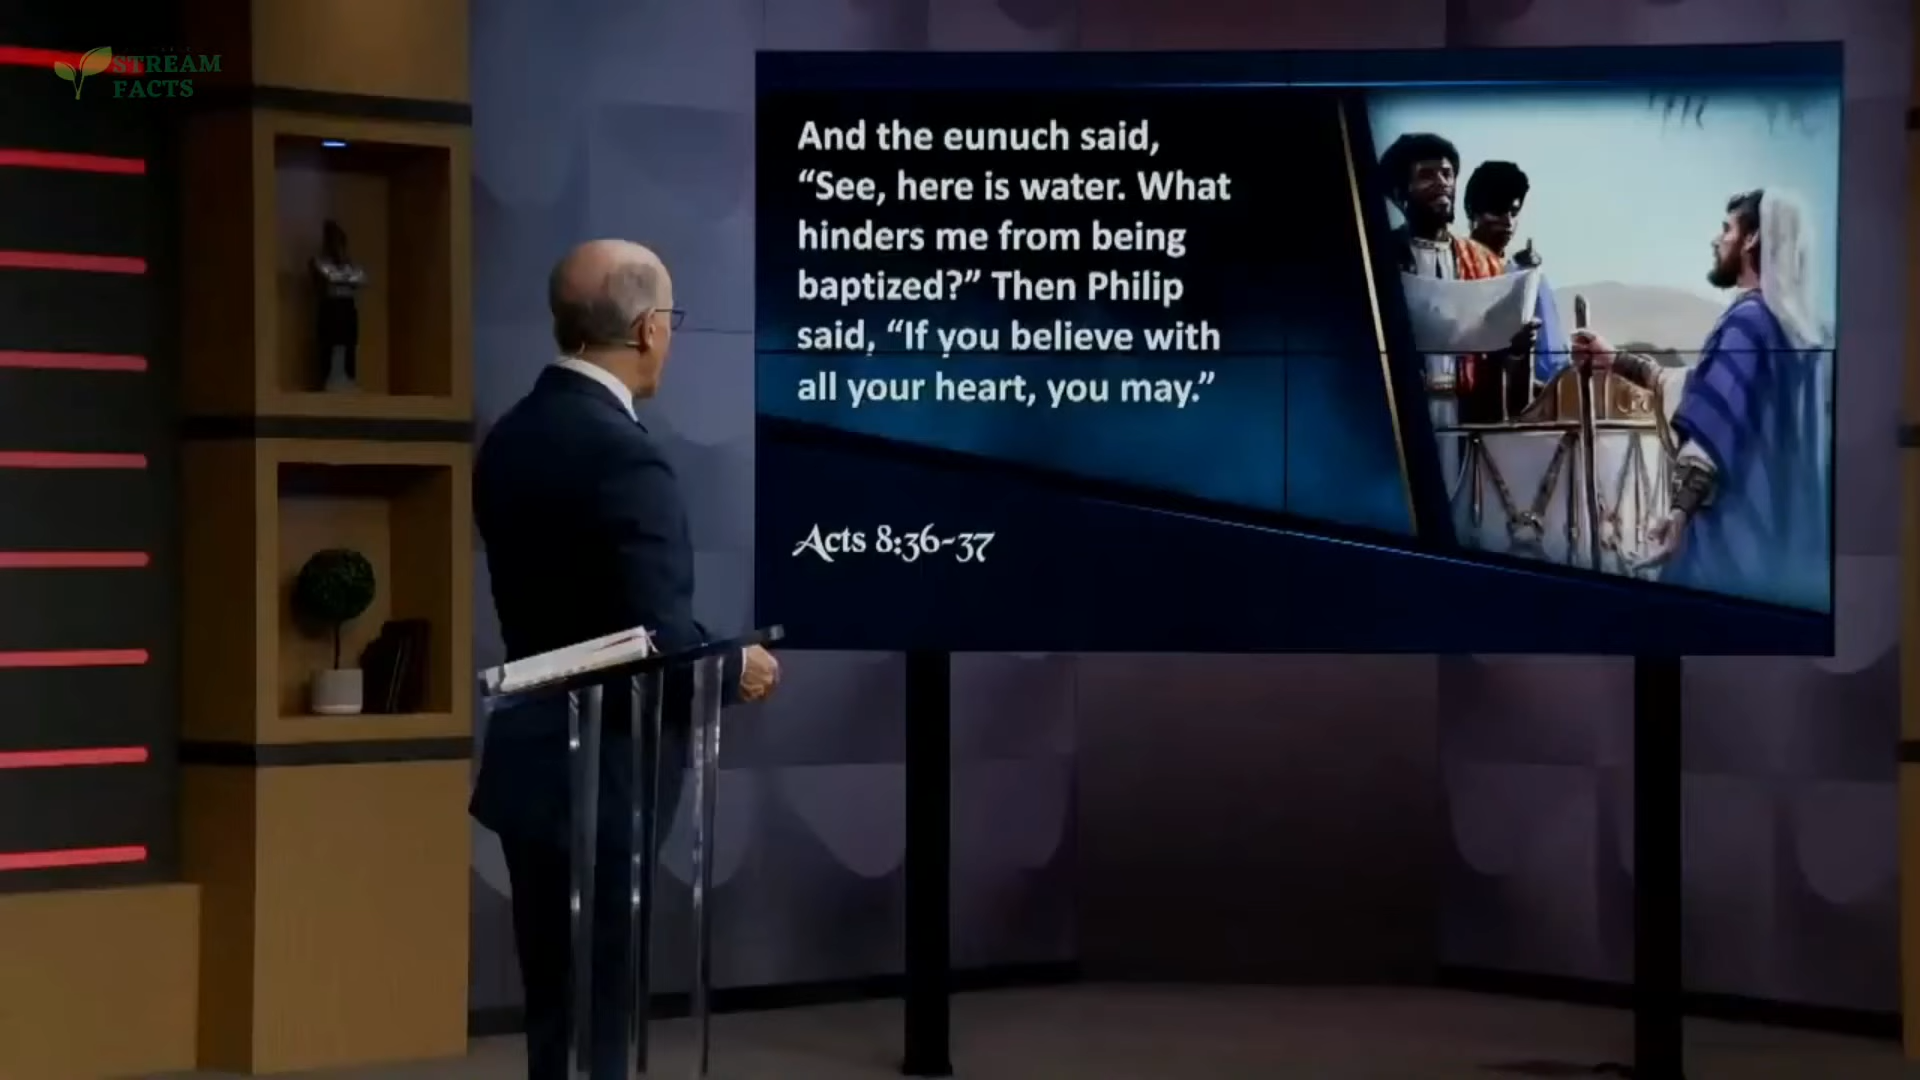 STREAM
FACTS
And the eunuch said,
“See, here is water. What
hinders me from being
baptized?” Then Philip
said, “If you believe with
all your heart, you may.”
Acts 8:36-37